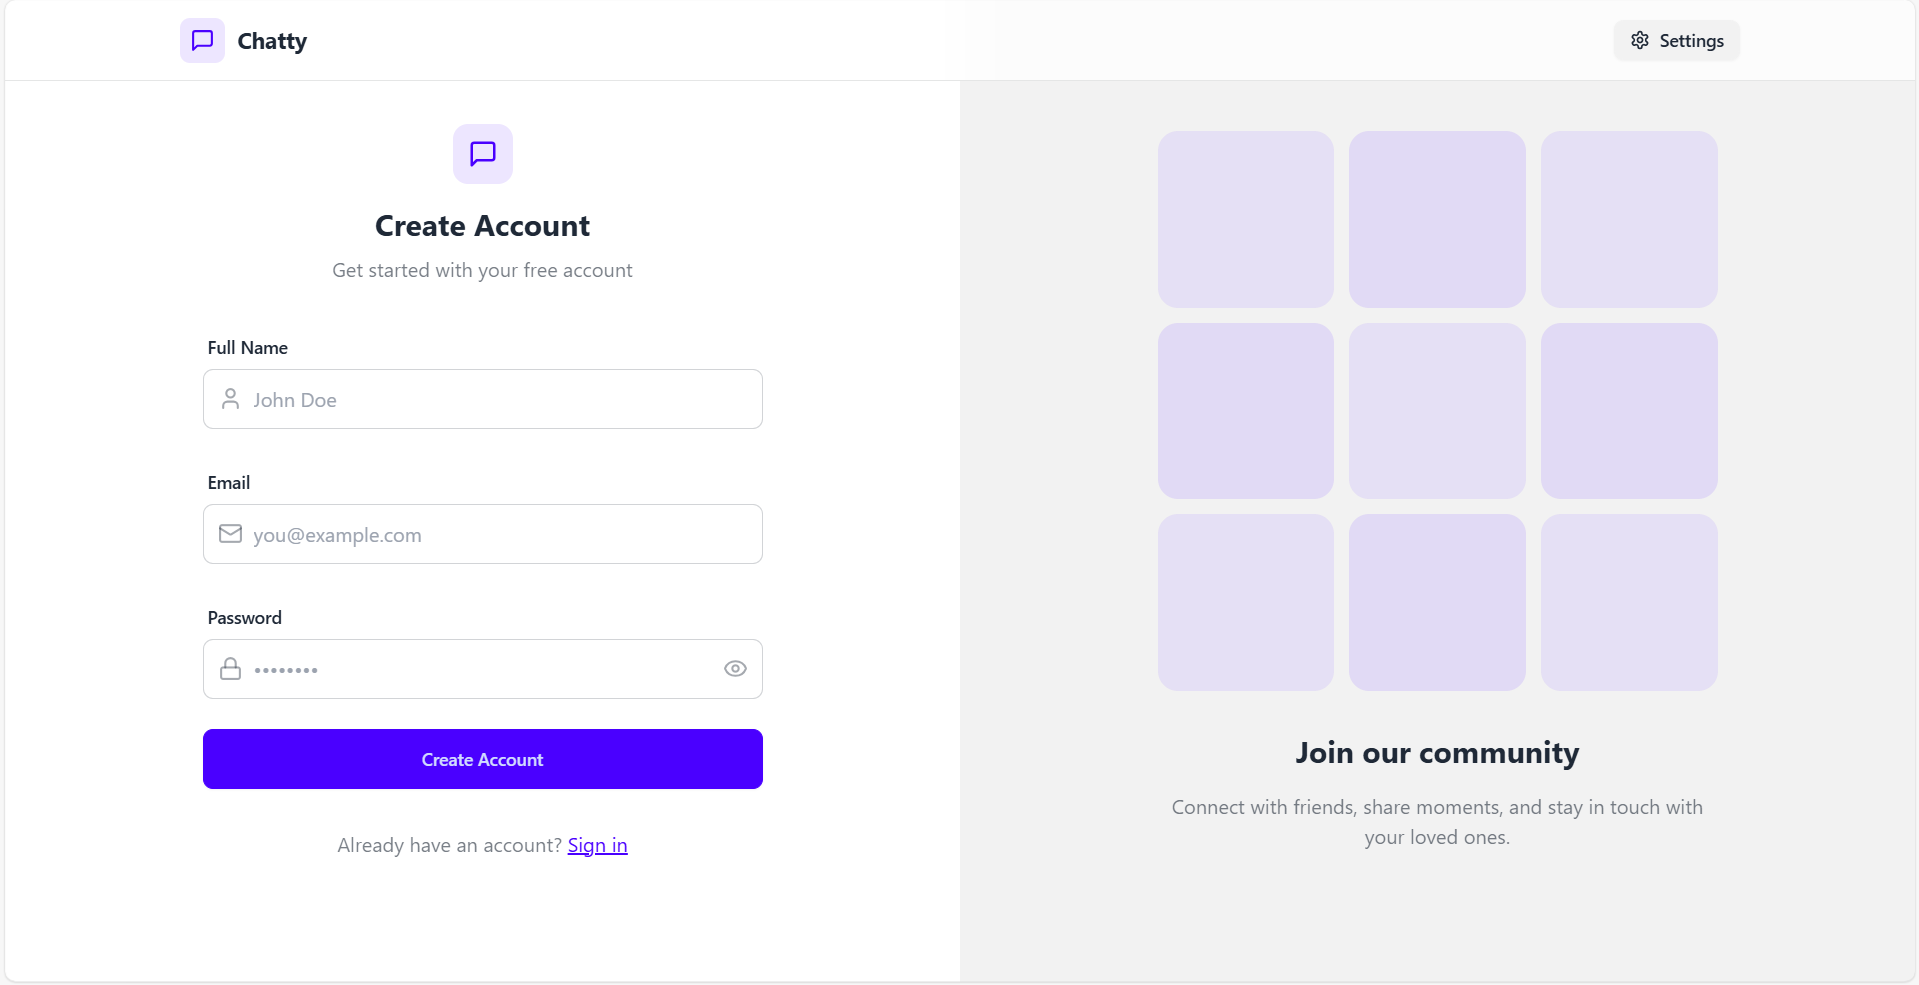 Chatty
Settings
Create Account
Get started with your free account
Full Name
John Doe
Email
you@example.com
Password
••••••••
Create Account
Already have an account? Sign in
Join our community
Connect with friends, share moments, and stay in touch with
your loved ones.